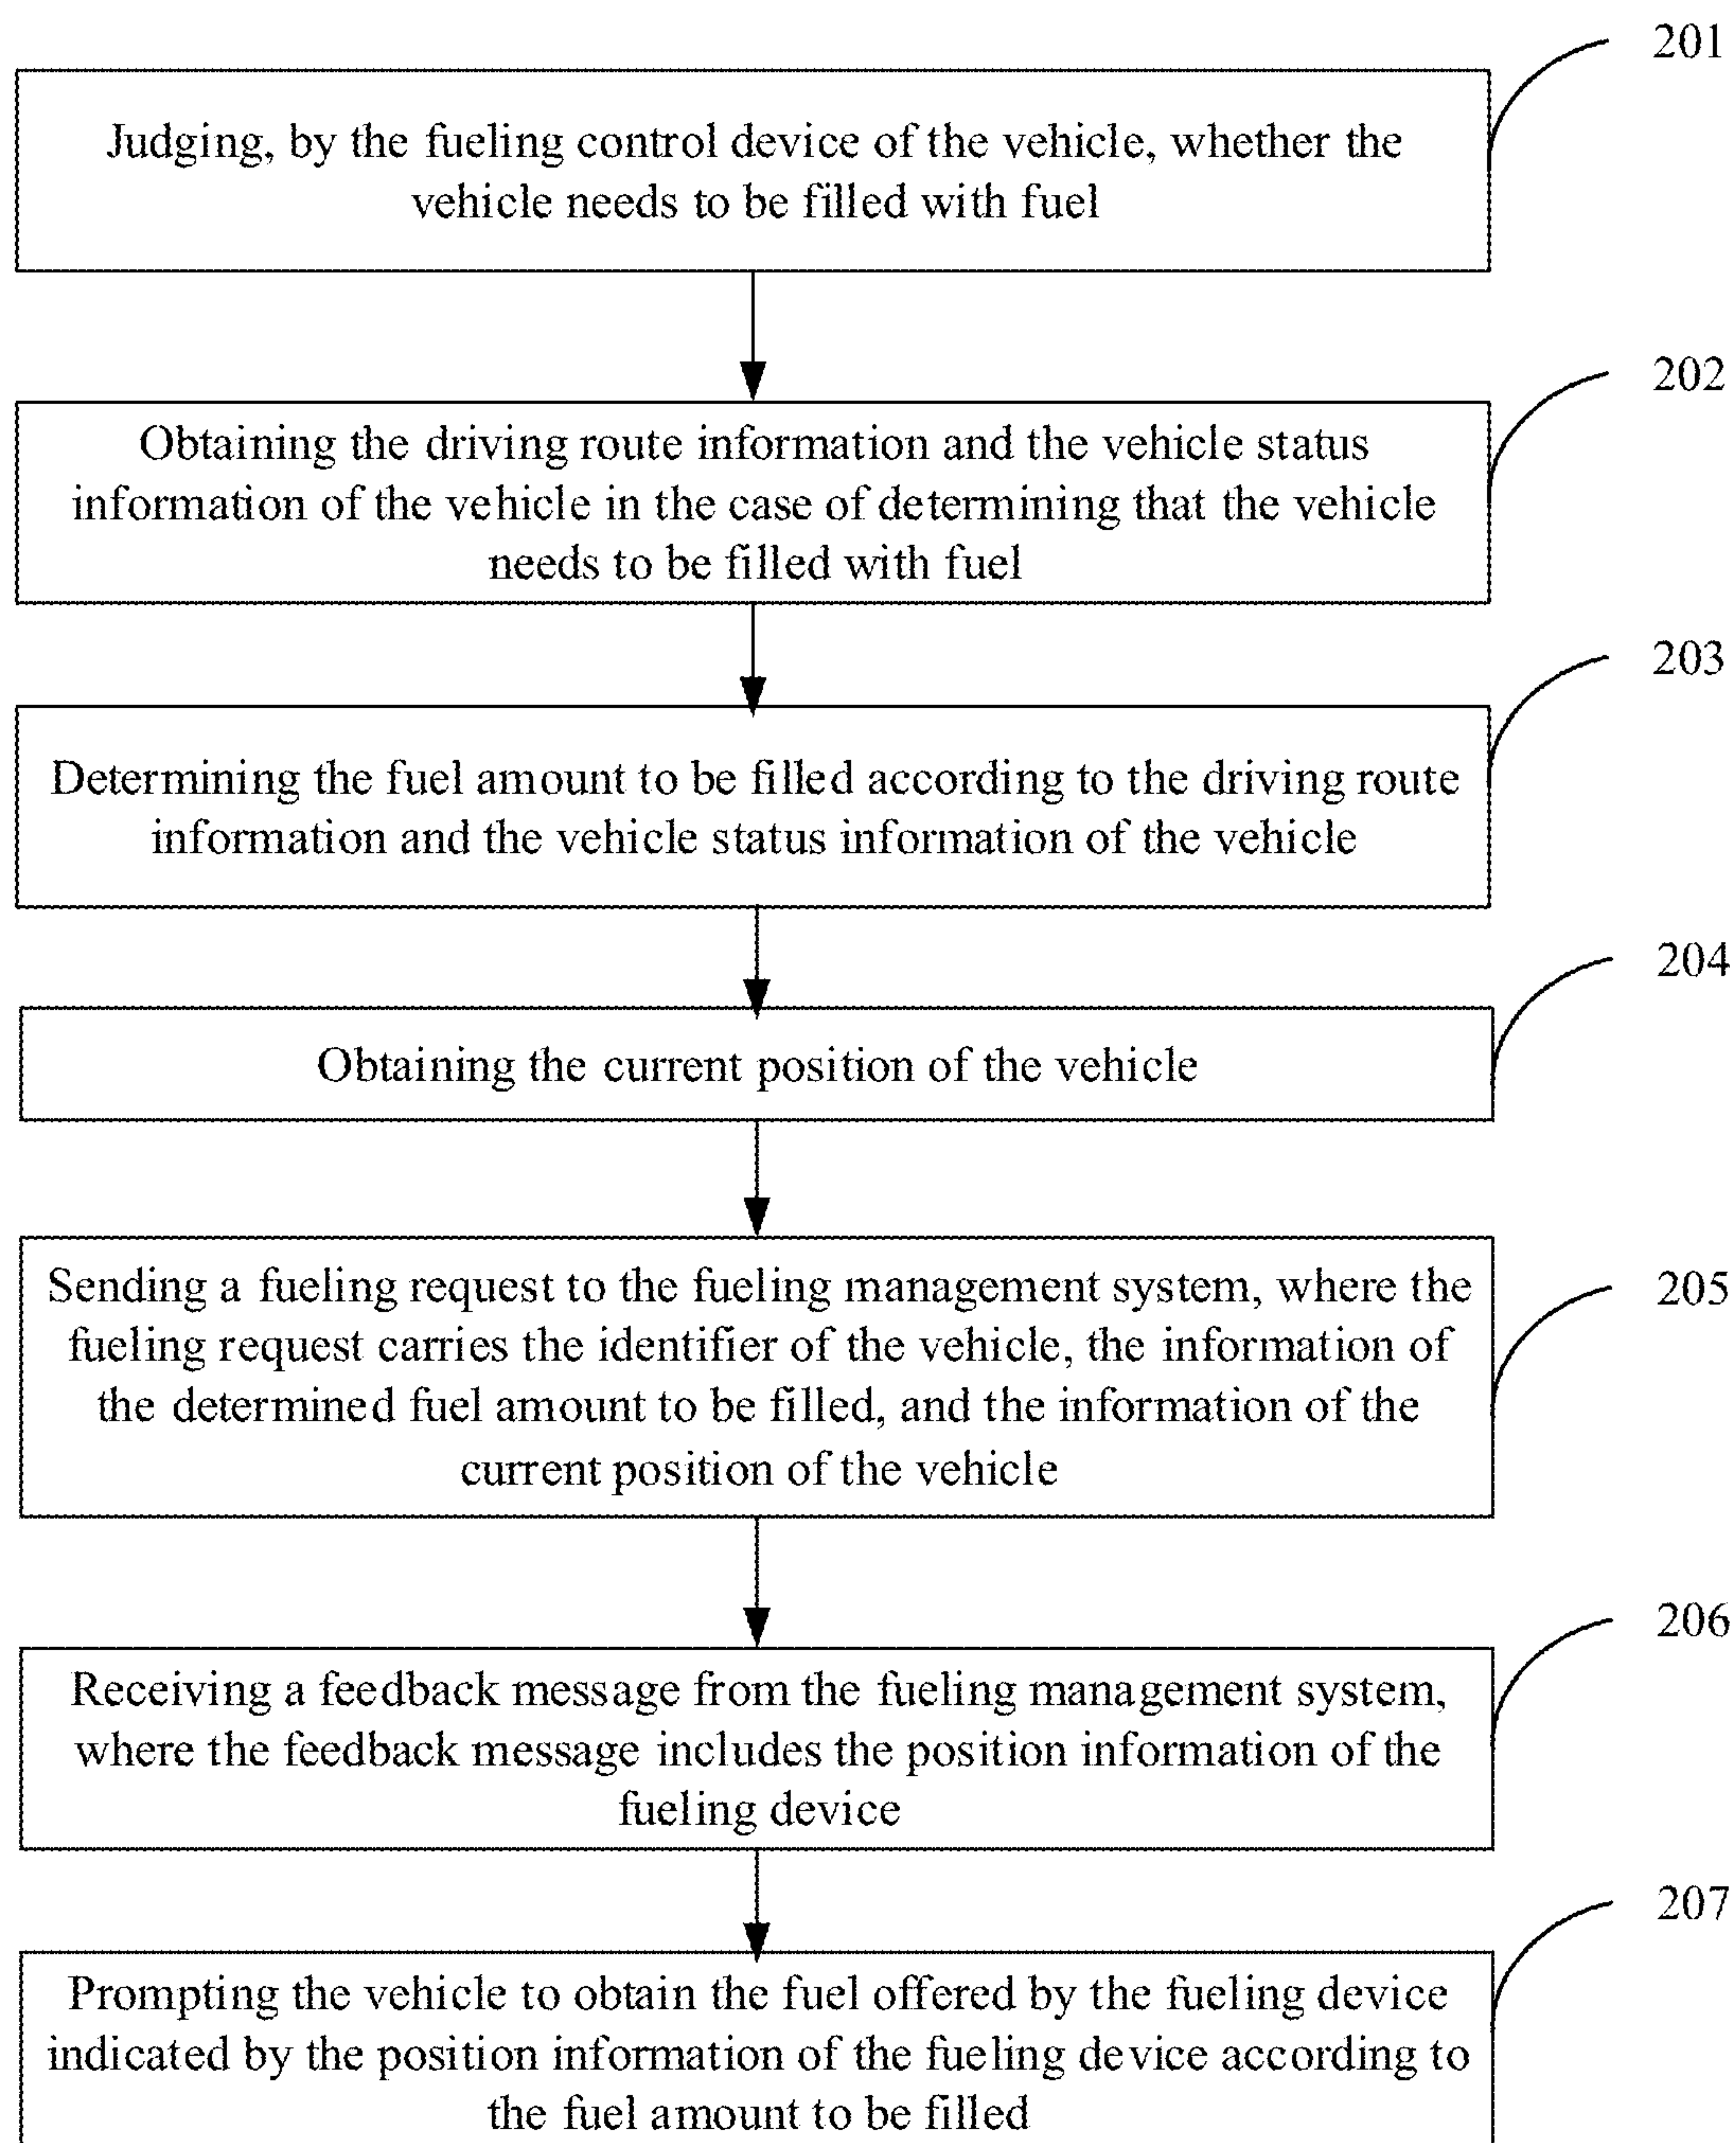 201
Judging, by the fueling control device of the vehicle, whether the
vehicle needs to be filled with fuel
202
Obtaining the driving route information and the vehicle status
information of the vehicle in the case of determining that the vehicle
needs to be filled with fuel
203
Determining the fuel amount to be filled according to the driving route
information and the vehicle status information of the vehicle
204
Obtaining the current position of the vehicle
205
Sending a fueling request to the fueling management system, where the
fueling request carries the identifier of the vehicle, the information of
the determined fuel amount to be filled, and the information of the
current position of the vehicle
206
Receiving a feedback message from the fueling management system,
where the feedback message includes the position information of the
fueling device
207
Prompting the vehicle to obtain the fuel offered by the fueling device
indicated by the position information of the fueling device according to
the fuel amount to be filled